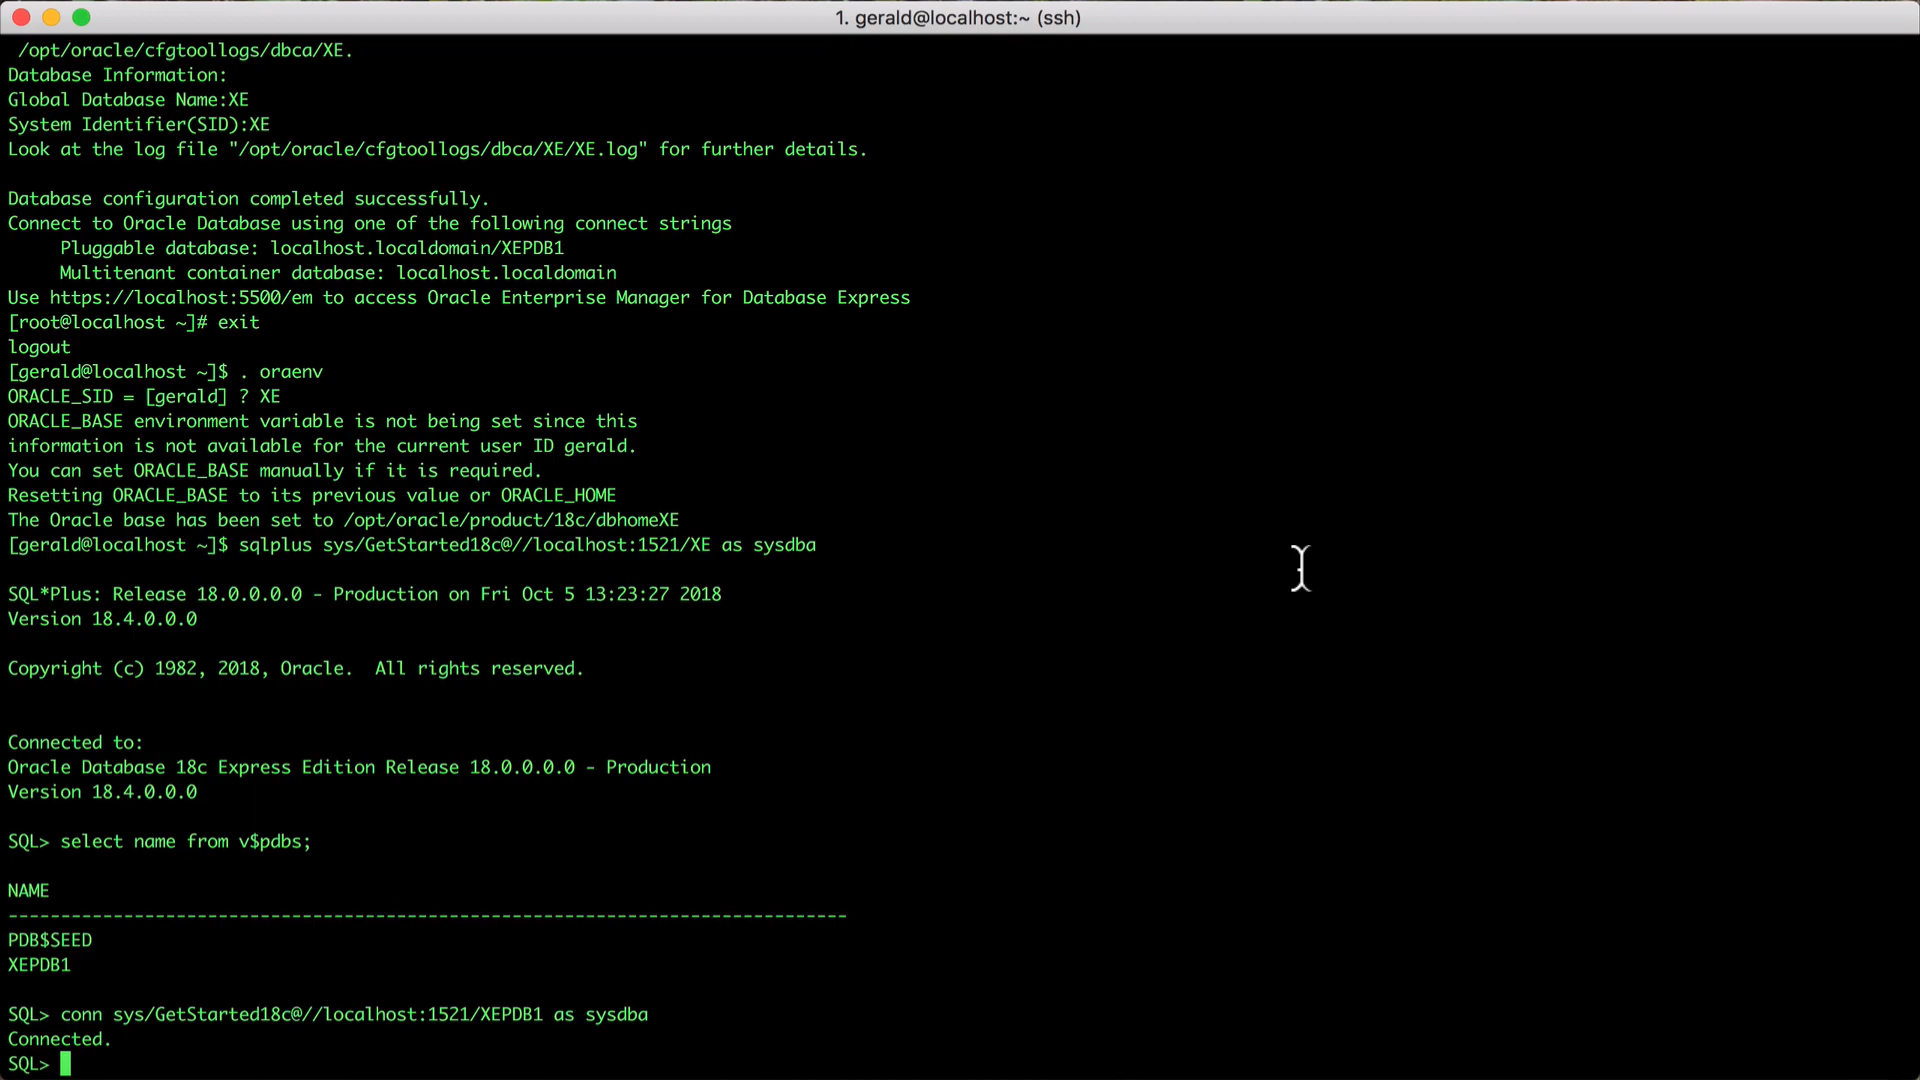 1. gerald@localhost:~ (ssh)
/opt/oracle/cfgtoollogs/dbca/XE.
Database Information:
Global Database Name:XE
System Identifier(SID):XE
Look at the log file "/opt/oracle/cfgtoollogs/dbca/XE/XE.log" for further details.
Database configuration completed successfully.
Connect to Oracle Database using one of the following connect strings
Pluggable database: localhost.localdomain/XEPDB1
Multitenant container database: localhost.localdomain
Use https://localhost:5500/em to access Oracle Enterprise Manager for Database Express
[root@localhost ~]# exit
logout
[gerald@localhost ~]$ . oraenv
ORACLE_SID = [gerald] ? XE
ORACLE_BASE environment variable is not being set since this
information is not available for the current user ID gerald.
You can set ORACLE_BASE manually if it is required.
Resetting ORACLE_BASE to its previous value or ORACLE_HOME
The Oracle base has been set to /opt/oracle/product/18c/dbhomeXE
[gerald@localhost ~]$ sqlplus sys/GetStarted18c@//localhost:1521/XE as sysdba
SQL*Plus: Release 18.0.0.0.0 - Production on Fri Oct 5 13:23:27 2018
Version 18.4.0.0.0
Copyright (c) 1982, 2018, Oracle.  All rights reserved.
Connected to:
Oracle Database 18c Express Edition Release 18.0.0.0.0 - Production
Version 18.4.0.0.0
SQL> select name from v$pdbs;
NAME
--------------------------------------------------------------------------------
PDB$SEED
XEPDB1
SQL> conn sys/GetStarted18c@//localhost:1521/XEPDB1 as sysdba
Connected.
SQL>